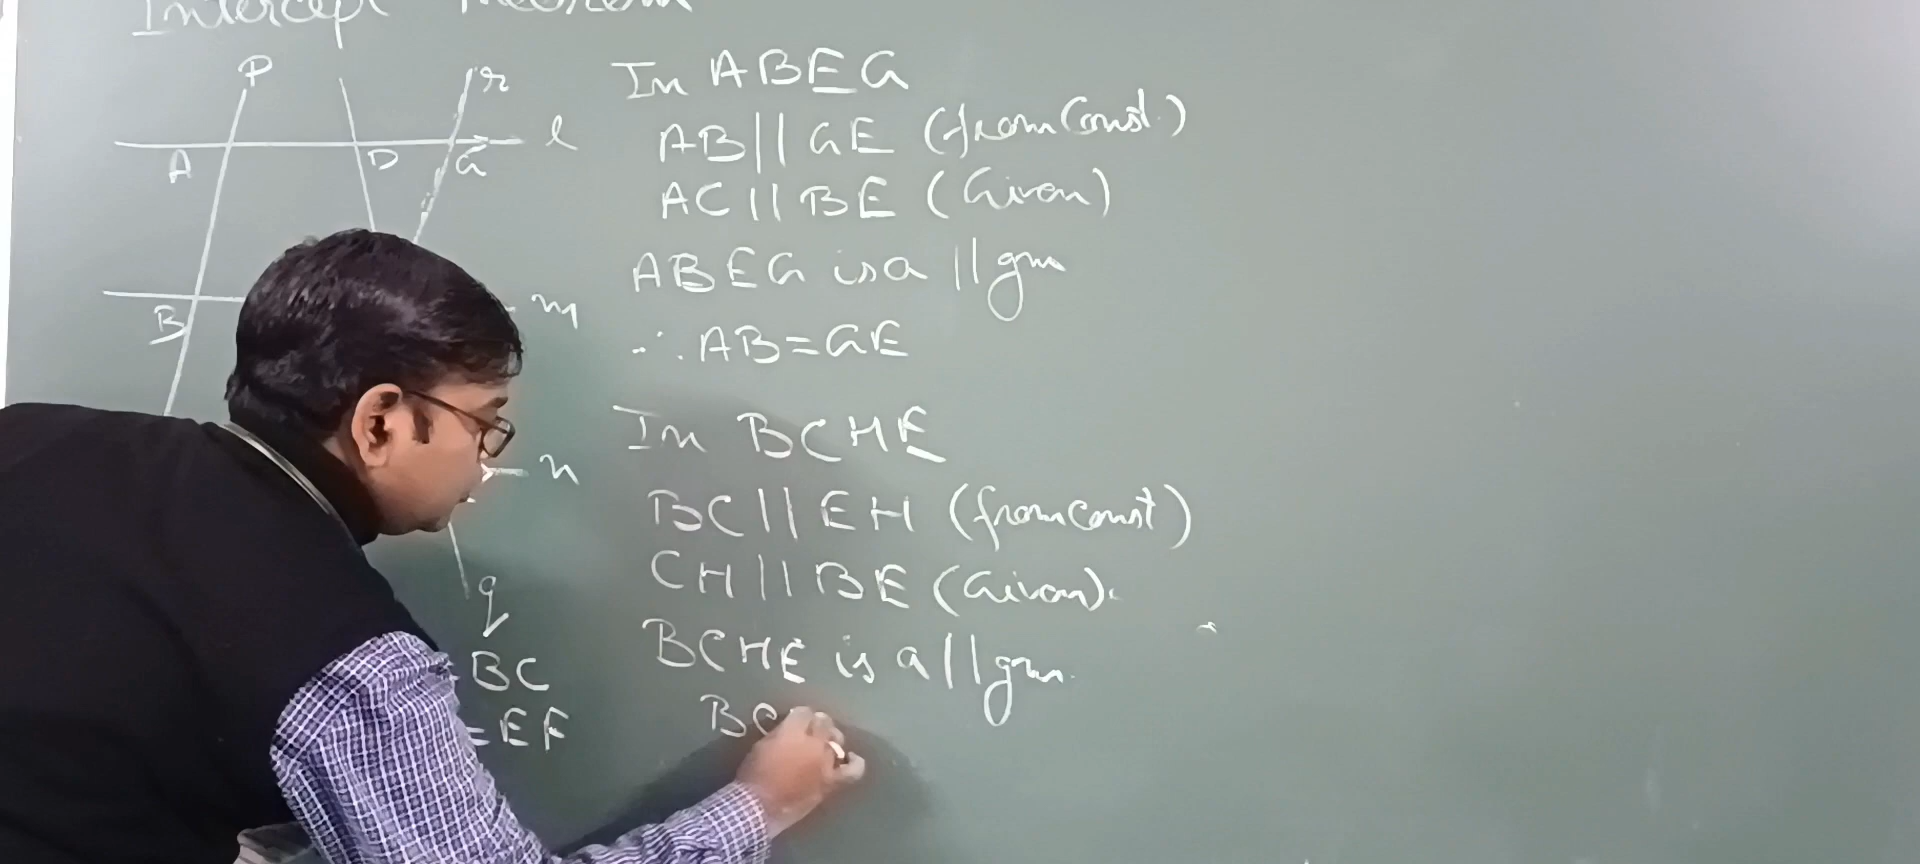 Intercept Theorem
P
r
l
A
D
G
B
m
n
q
BC
=EF
In ABEG
AB||GE (from Const.)
AC||BE (Given)
ABEG is a ||gm
∴ AB=GE
In BCHE
BC||EH (from const)
CH||BE (Given).
BCHE is a ||gm.
BC